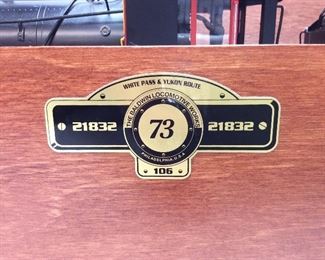 WHITE PASS & YUKON ROUTE
THE BALDWIN LOCOMOTIVE WORKS
21832 73 21832
PHILADELPHIA, U.S.A.
106